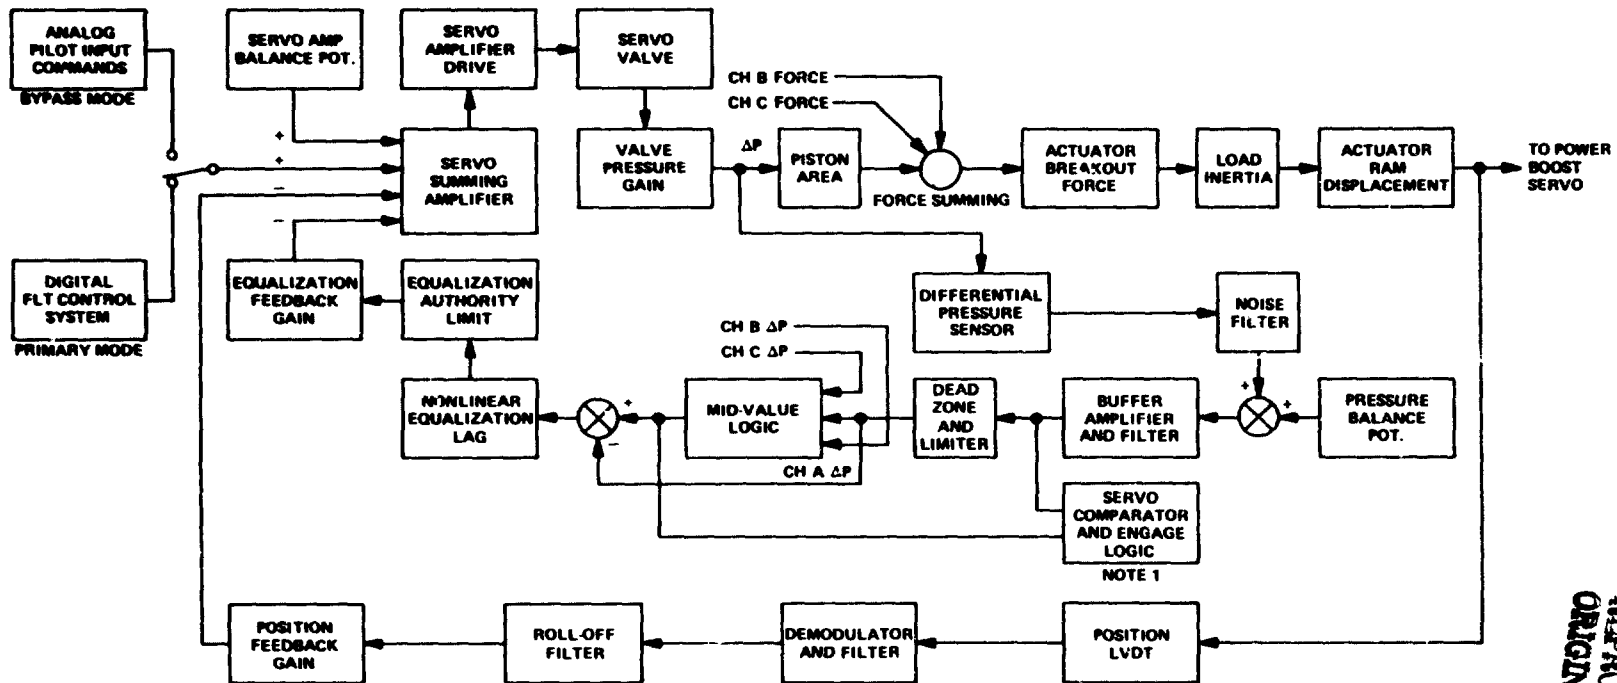 ANALOG
PILOT INPUT
COMMANDS
BYPASS MODE
SERVO AMP
BALANCE POT.
SERVO
AMPLIFIER
DRIVE
SERVO
VALVE
CH B FORCE
CH C FORCE
+
+
−
−
SERVO
SUMMING
AMPLIFIER
VALVE
PRESSURE
GAIN
ΔP
PISTON
AREA
FORCE SUMMING
ACTUATOR
BREAKOUT
FORCE
LOAD
INERTIA
ACTUATOR
RAM
DISPLACEMENT
TO POWER
BOOST
SERVO
DIGITAL
FLT CONTROL
SYSTEM
PRIMARY MODE
EQUALIZATION
FEEDBACK
GAIN
EQUALIZATION
AUTHORITY
LIMIT
DIFFERENTIAL
PRESSURE
SENSOR
NOISE
FILTER
CH B ΔP
CH C ΔP
NONLINEAR
EQUALIZATION
LAG
+
−
MID-VALUE
LOGIC
DEAD
ZONE
AND
LIMITER
BUFFER
AMPLIFIER
AND FILTER
+
+
PRESSURE
BALANCE
POT.
CH A ΔP
SERVO
COMPARATOR
AND ENGAGE
LOGIC
NOTE 1
POSITION
FEEDBACK
GAIN
ROLL-OFF
FILTER
DEMODULATOR
AND FILTER
POSITION
LVDT